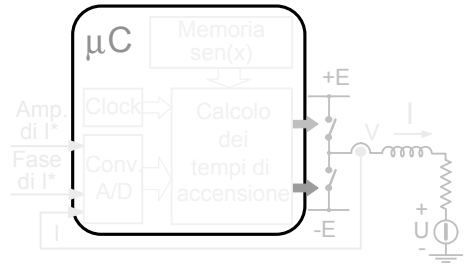 μC
Memoria
sen(x)
+E
Amp.
di I*
Clock
Calcolo
dei
tempi di
accensione
V
I
Fase
di I*
Conv.
A/D
I
-E
+
U
-